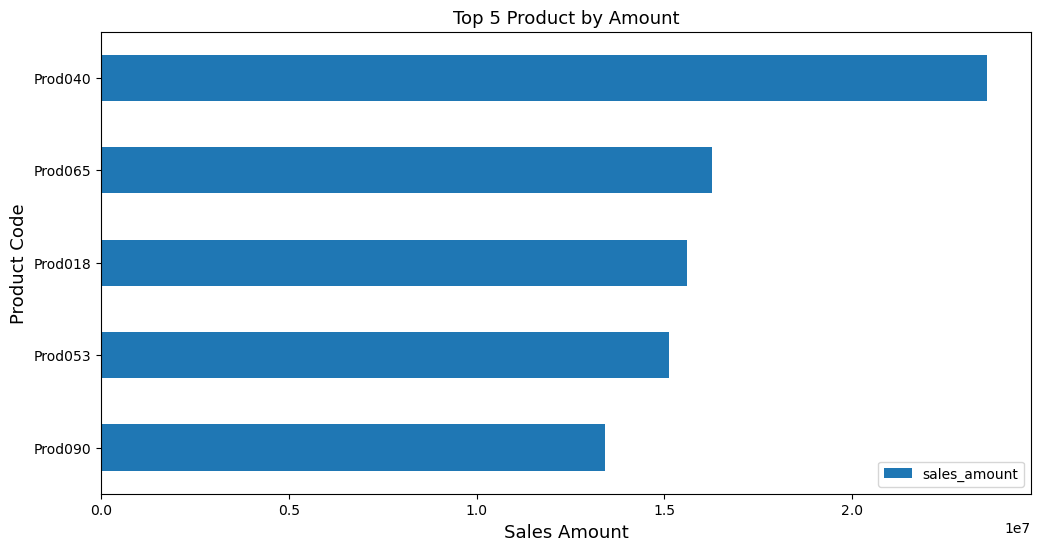 Top 5 Product by Amount
Product Code
Prod040
Prod065
Prod018
Prod053
Prod090
sales_amount
0.0 0.5 1.0 1.5 2.0
1e7
Sales Amount